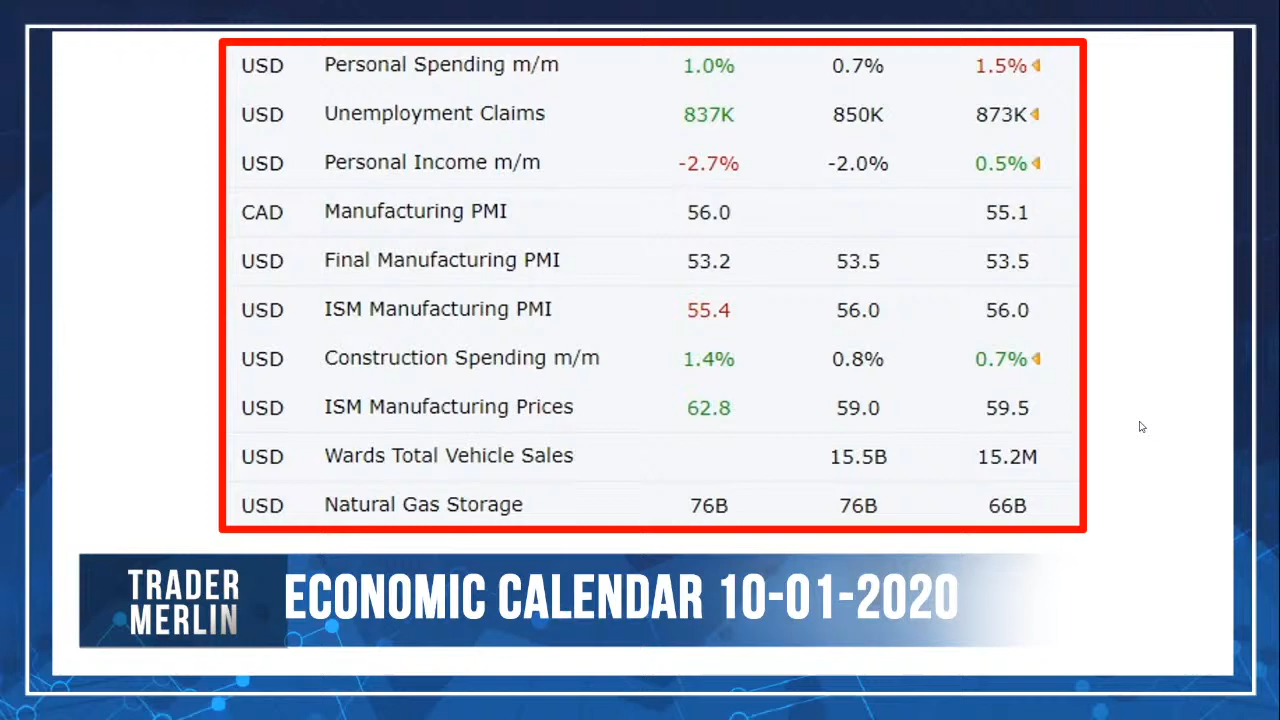 USD Personal Spending m/m 1.0% 0.7% 1.5%
USD Unemployment Claims 837K 850K 873K
USD Personal Income m/m -2.7% -2.0% 0.5%
CAD Manufacturing PMI 56.0 55.1
USD Final Manufacturing PMI 53.2 53.5 53.5
USD ISM Manufacturing PMI 55.4 56.0 56.0
USD Construction Spending m/m 1.4% 0.8% 0.7%
USD ISM Manufacturing Prices 62.8 59.0 59.5
USD Wards Total Vehicle Sales 15.5B 15.2M
USD Natural Gas Storage 76B 76B 66B
TRADER
MERLIN
ECONOMIC CALENDAR 10-01-2020